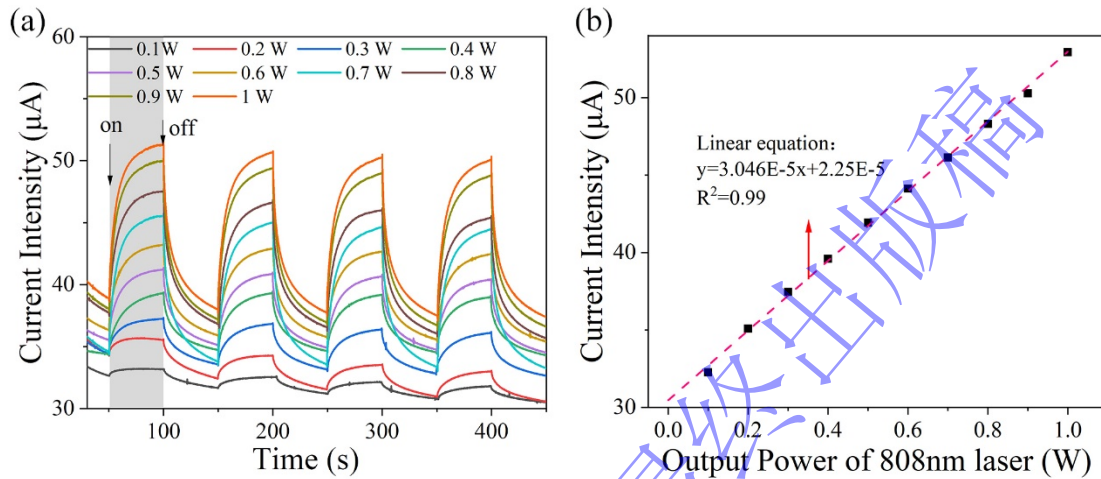 (a)
Current Intensity (μA)
60
50
40
30
0.1 W 0.2 W 0.3 W 0.4 W
0.5 W 0.6 W 0.7 W 0.8 W
0.9 W 1 W
on off
100 200 300 400
Time (s)
(b)
Current Intensity (μA)
50
40
30
Linear equation：
y=3.046E-5x+2.25E-5
R²=0.99
0.0 0.2 0.4 0.6 0.8 1.0
Output Power of 808nm laser (W)
终出版稿